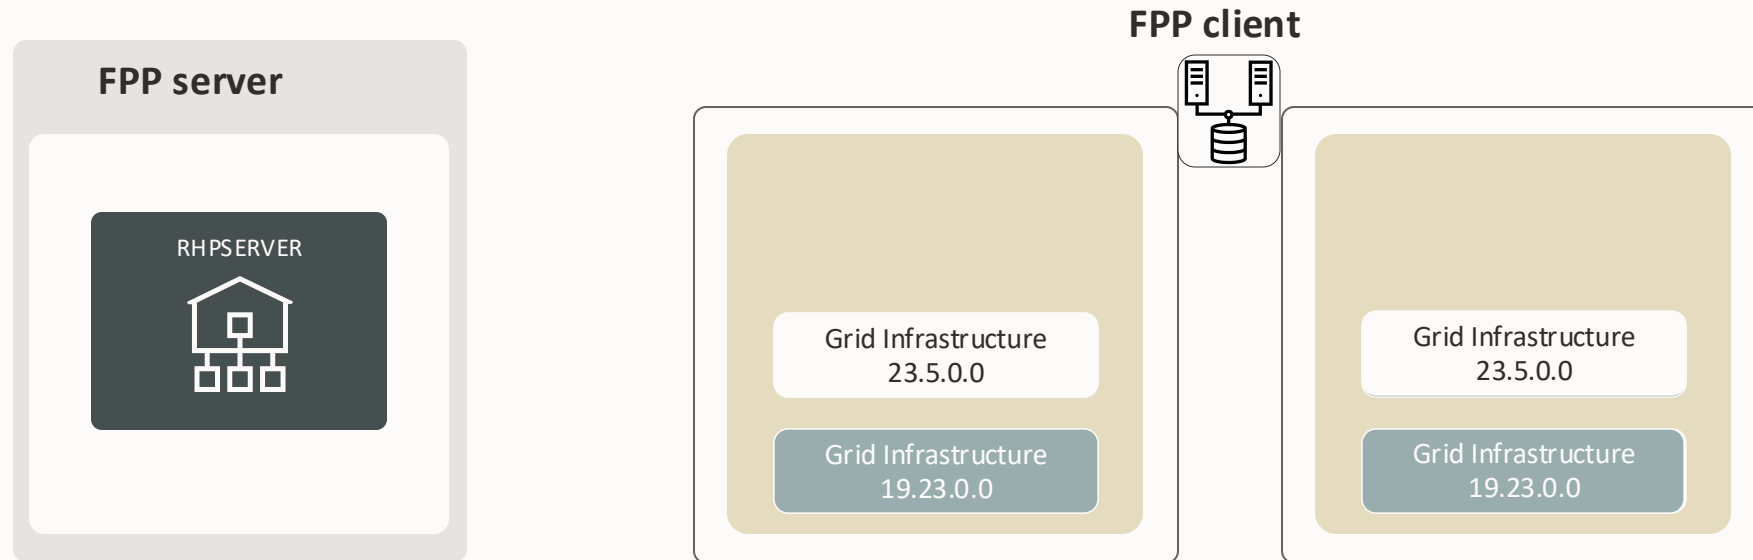 FPP client
FPP server
RHPSERVER
Grid Infrastructure
23.5.0.0
Grid Infrastructure
19.23.0.0
Grid Infrastructure
23.5.0.0
Grid Infrastructure
19.23.0.0